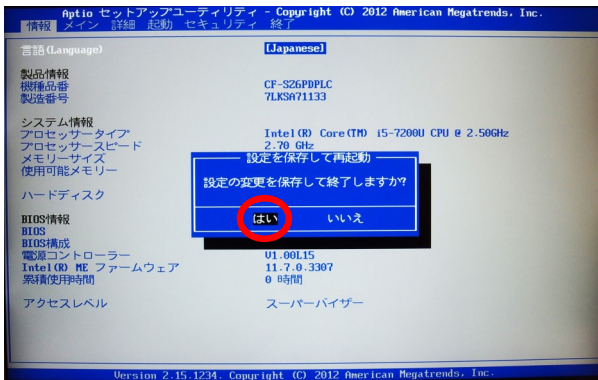 Aptio セットアップユーティリティ - Copyright (C) 2012 American Megatrends, Inc.
情報 メイン 詳細 起動 セキュリティ 終了
言語(Language) [Japanese]
製品情報
機種品番 CF-SZ6PDPLC
製造番号 7LKSA71133
システム情報
プロセッサータイプ Intel(R) Core(TM) i5-7200U CPU @ 2.50GHz
プロセッサースピード 2.70 GHz
メモリーサイズ
使用可能メモリー
ハードディスク
設定を保存して再起動
設定の変更を保存して終了しますか?
はい いいえ
BIOS情報
BIOS
BIOS構成
電源コントローラー V1.00L15
Intel(R) ME ファームウェア 11.7.0.3307
累積使用時間 0 時間
アクセスレベル スーパーバイザー
Version 2.15.1234. Copyright (C) 2012 American Megatrends, Inc.